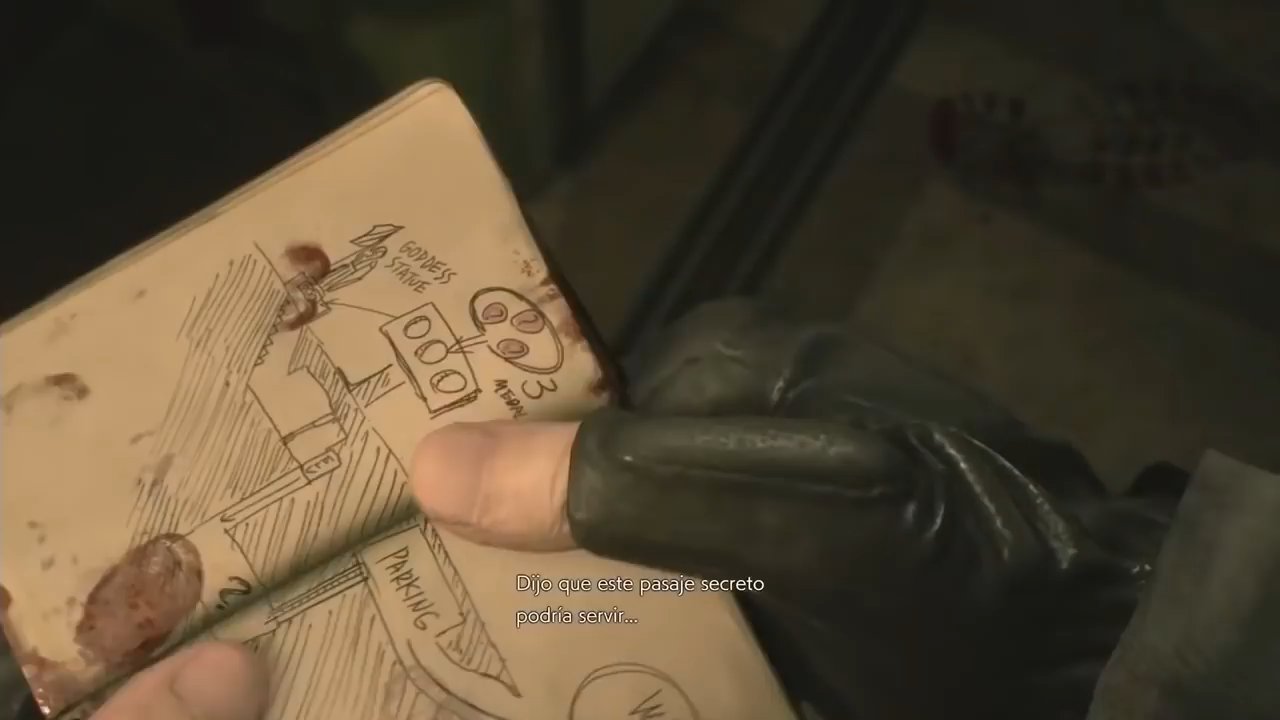 GODDESS
STATUE
3
MEDAL
PARKING
?
W
Dijo que este pasaje secreto
podría servir...